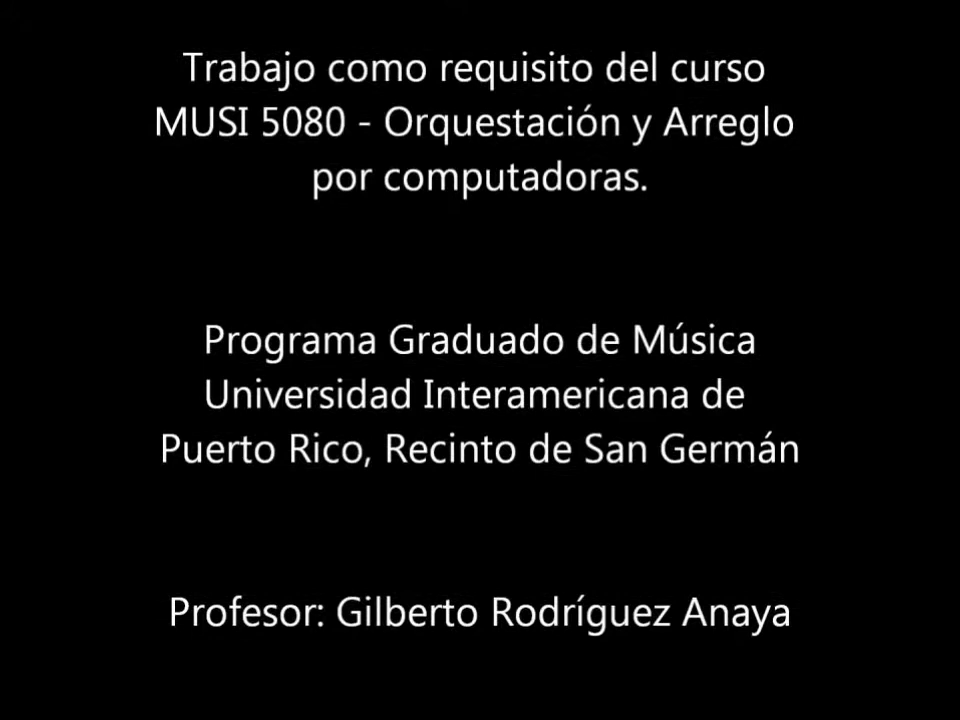 Trabajo como requisito del curso
MUSI 5080 - Orquestación y Arreglo
por computadoras.
Programa Graduado de Música
Universidad Interamericana de
Puerto Rico, Recinto de San Germán
Profesor: Gilberto Rodríguez Anaya